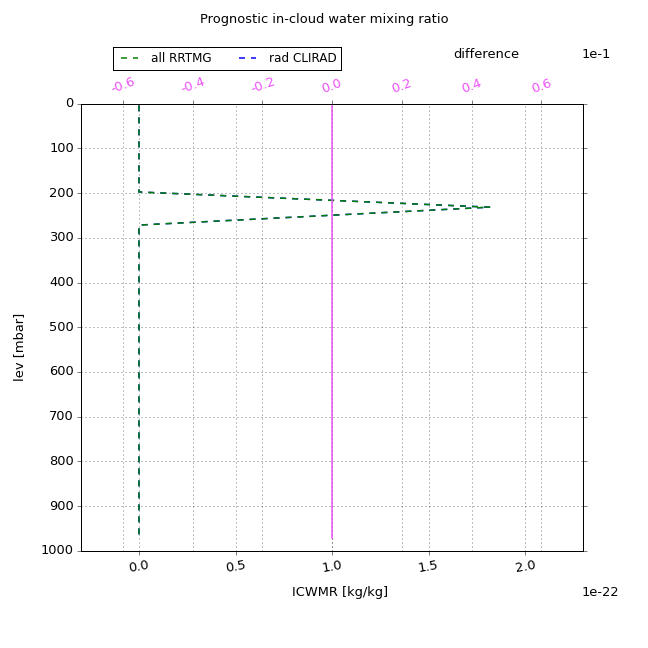 Prognostic in-cloud water mixing ratio
all RRTMG rad CLIRAD difference 1e-1
-0.6 -0.4 -0.2 0.0 0.2 0.4 0.6
0
100
200
300
400
500
600
700
800
900
1000
lev [mbar]
0.0 0.5 1.0 1.5 2.0
ICWMR [kg/kg] 1e-22